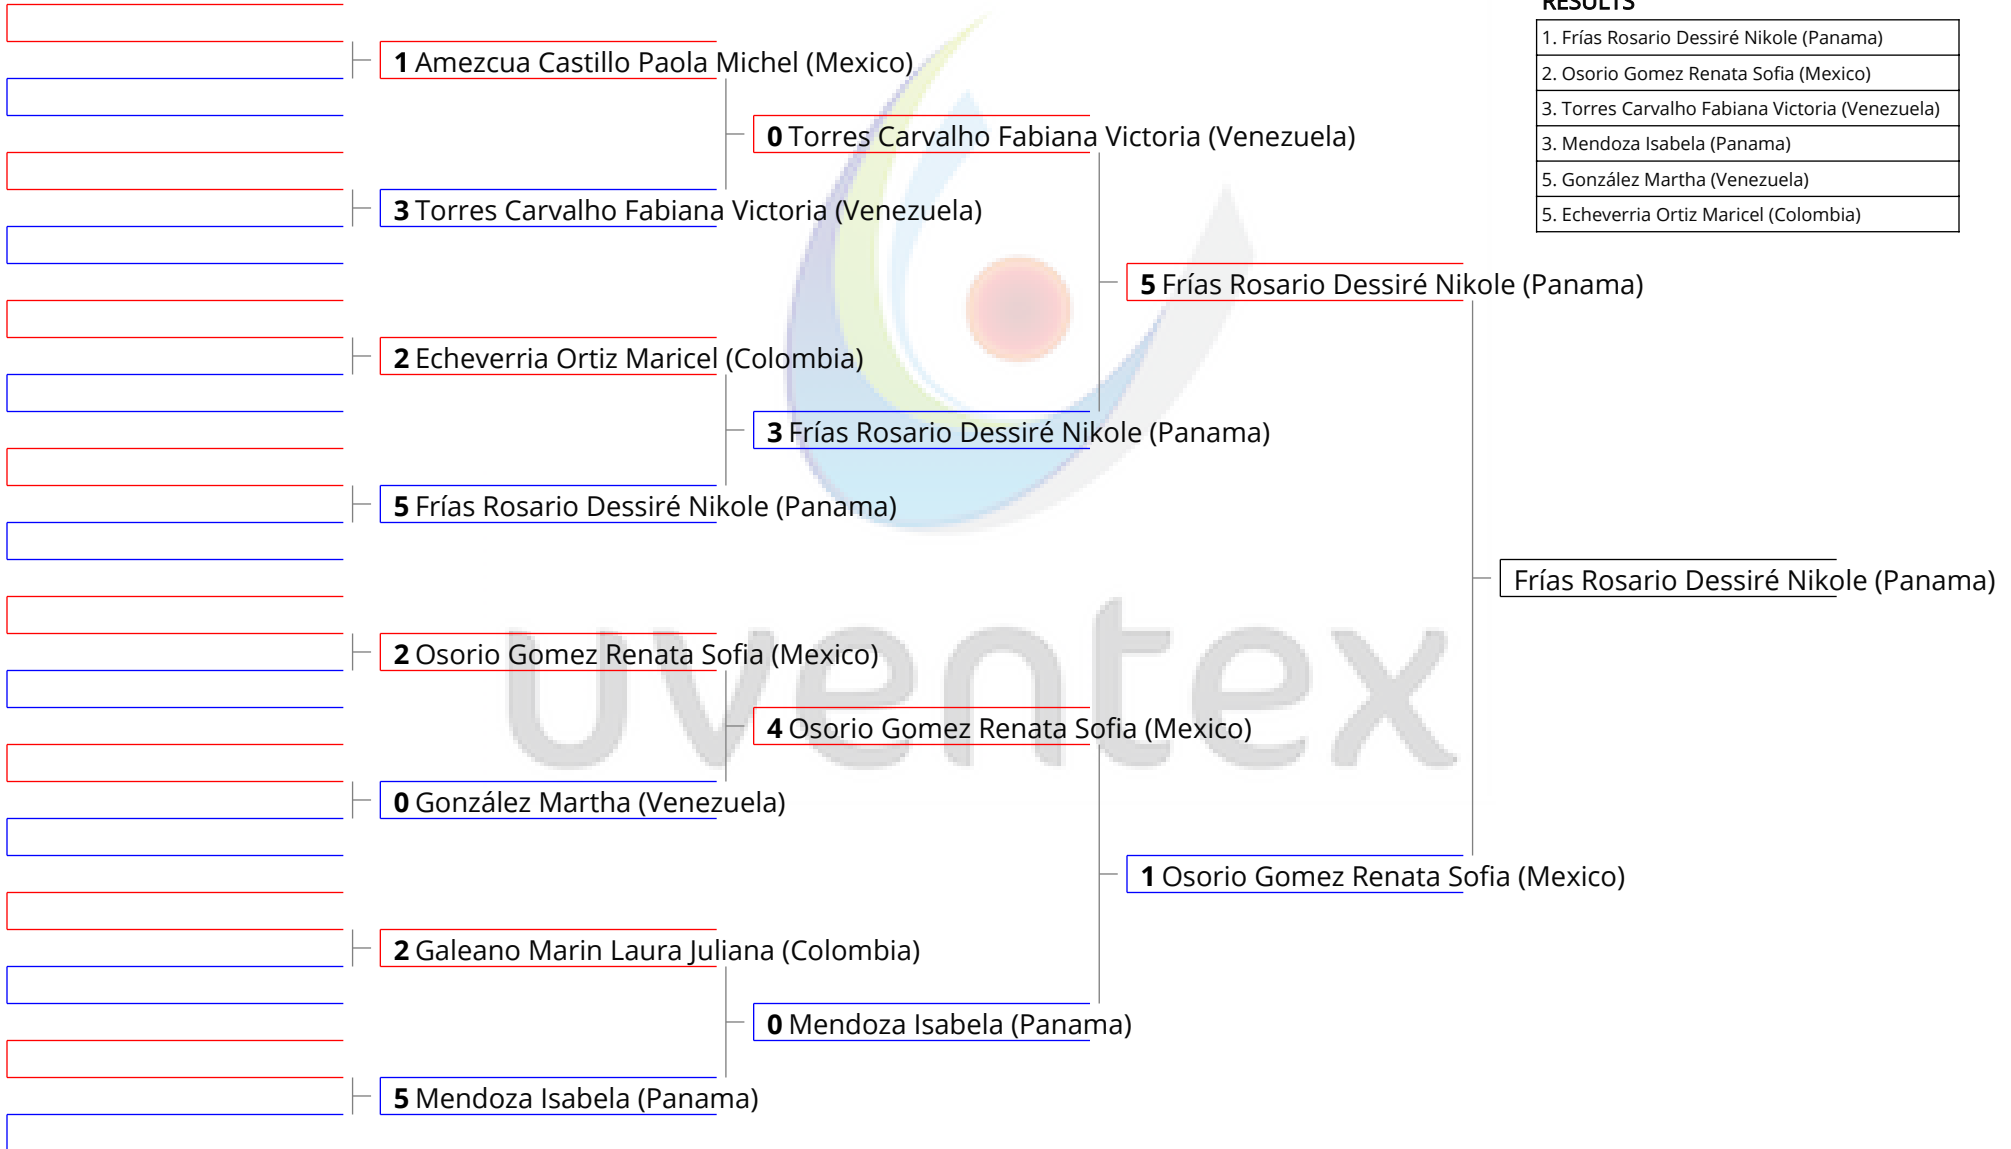 RESULTS
1. Frías Rosario Dessiré Nikole (Panama)
2. Osorio Gomez Renata Sofia (Mexico)
3. Torres Carvalho Fabiana Victoria (Venezuela)
3. Mendoza Isabela (Panama)
5. González Martha (Venezuela)
5. Echeverria Ortiz Maricel (Colombia)
1 Amezcua Castillo Paola Michel (Mexico)
0 Torres Carvalho Fabiana Victoria (Venezuela)
3 Torres Carvalho Fabiana Victoria (Venezuela)
5 Frías Rosario Dessiré Nikole (Panama)
2 Echeverria Ortiz Maricel (Colombia)
3 Frías Rosario Dessiré Nikole (Panama)
5 Frías Rosario Dessiré Nikole (Panama)
Frías Rosario Dessiré Nikole (Panama)
2 Osorio Gomez Renata Sofia (Mexico)
4 Osorio Gomez Renata Sofia (Mexico)
0 González Martha (Venezuela)
1 Osorio Gomez Renata Sofia (Mexico)
2 Galeano Marin Laura Juliana (Colombia)
0 Mendoza Isabela (Panama)
5 Mendoza Isabela (Panama)
uventex